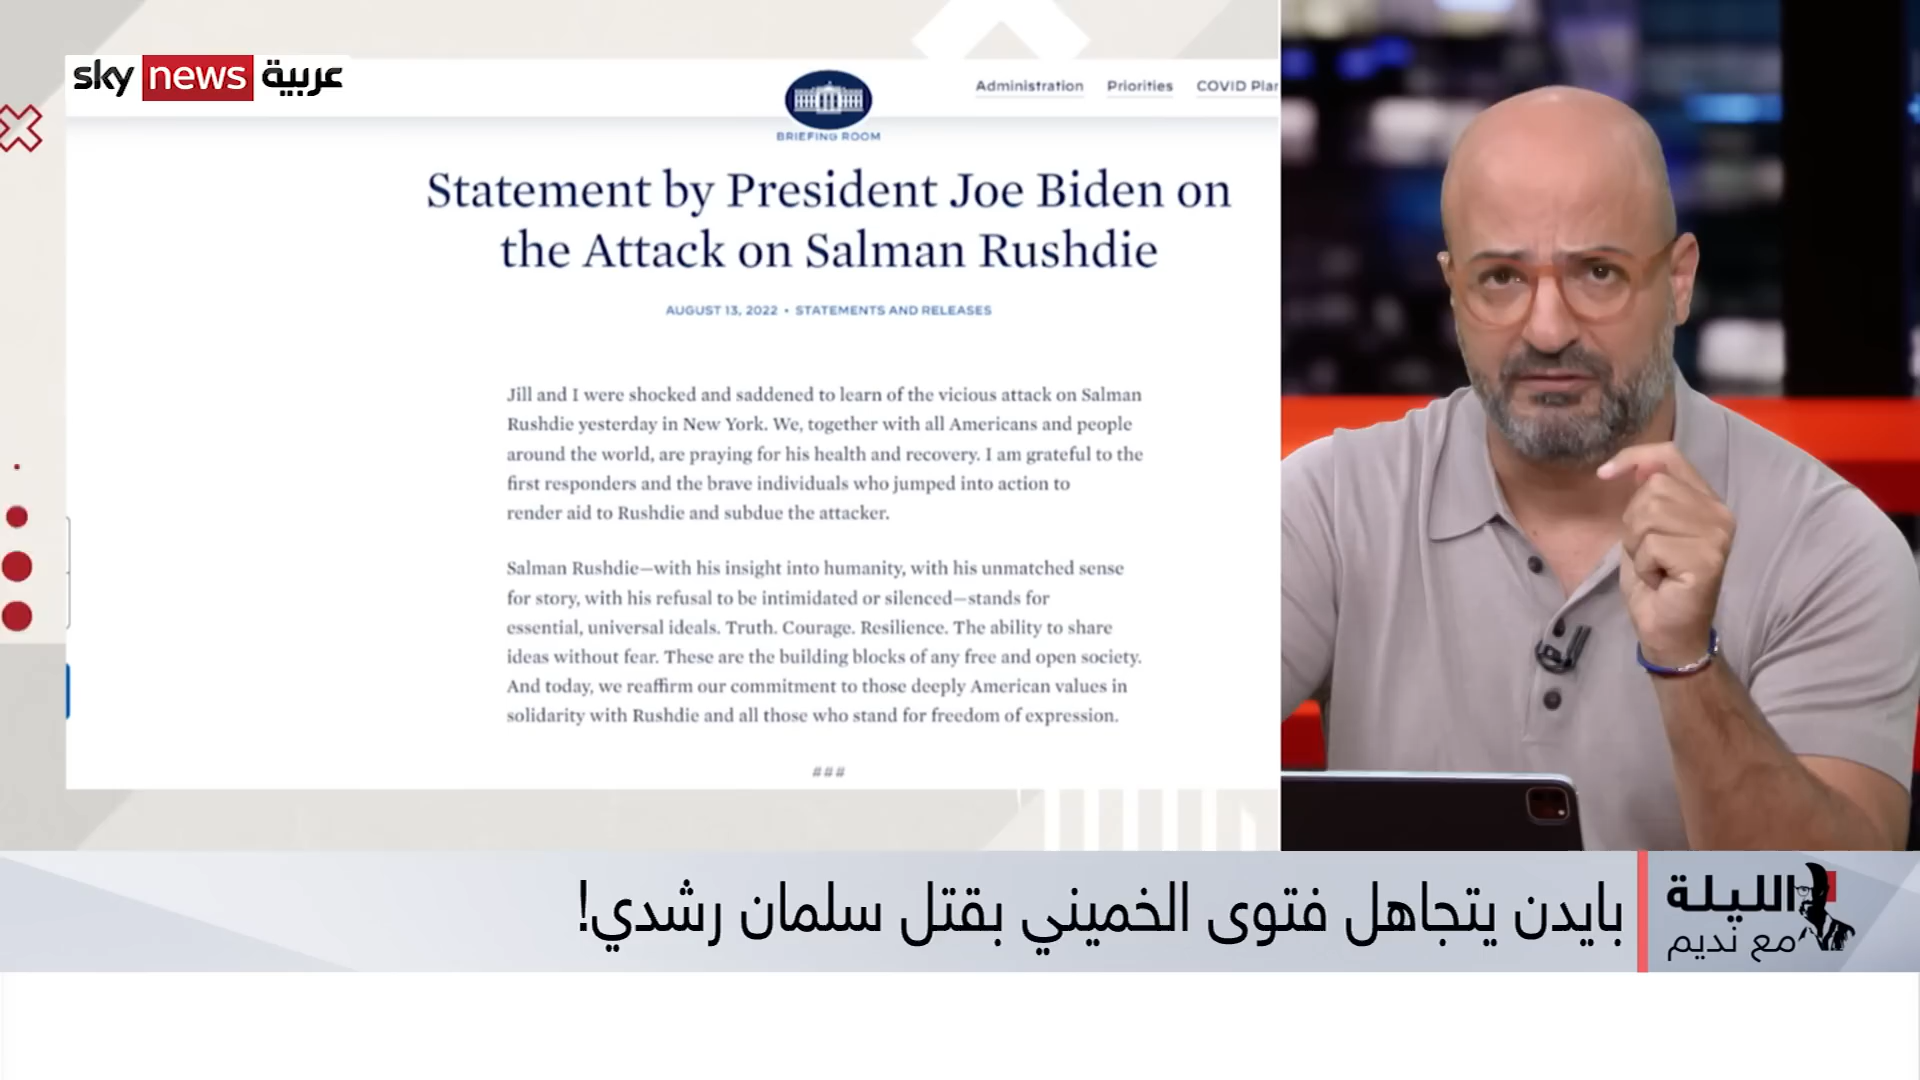 sky news عربية
Administration Priorities COVID Plan
BRIEFING ROOM
Statement by President Joe Biden on
the Attack on Salman Rushdie
AUGUST 13, 2022 • STATEMENTS AND RELEASES
Jill and I were shocked and saddened to learn of the vicious attack on Salman
Rushdie yesterday in New York. We, together with all Americans and people
around the world, are praying for his health and recovery. I am grateful to the
first responders and the brave individuals who jumped into action to
render aid to Rushdie and subdue the attacker.
Salman Rushdie—with his insight into humanity, with his unmatched sense
for story, with his refusal to be intimidated or silenced—stands for
essential, universal ideals. Truth. Courage. Resilience. The ability to share
ideas without fear. These are the building blocks of any free and open society.
And today, we reaffirm our commitment to those deeply American values in
solidarity with Rushdie and all those who stand for freedom of expression.
###
الليلة
مع نديم
بايدن يتجاهل فتوى الخميني بقتل سلمان رشدي!